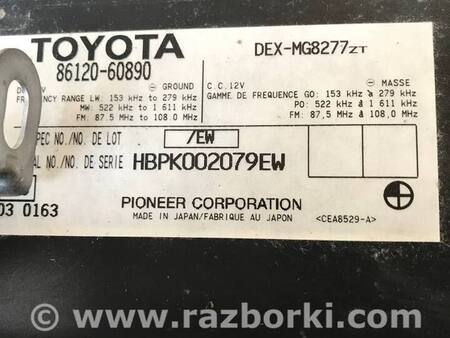 TOYOTA
DEX-MG8277ZT
86120-60890
GROUND
C.C. 12V
MASSE
FREQUENCY RANGE LW: 153 kHz to 279 kHz
GAMME DE FREQUENCE GO: 153 kHz à 279 kHz
MW: 522 kHz to 1 611 kHz
PO: 522 kHz à 1 611 kHz
FM: 87.5 MHz to 108.0 MHz
FM: 87,5 MHz à 108,0 MHz
PEC NO./NO. DE LOT /EW
AL NO./NO DE SERIE HBPK002079EW
03 0163
PIONEER CORPORATION
MADE IN JAPAN/FABRIQUE AU JAPON
<CEA8529-A>
© www.razborki.com